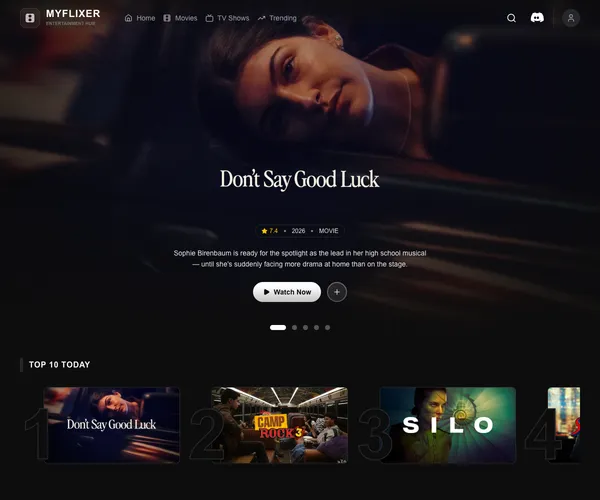 MYFLIXER
ENTERTAINMENT HUB
Home
Movies
TV Shows
Trending
Don't Say Good Luck
7.4 • 2026 • MOVIE
Sophie Birenbaum is ready for the spotlight as the lead in her high school musical
— until she's suddenly facing more drama at home than on the stage.
Watch Now
TOP 10 TODAY
1
Don't Say Good Luck
2
CAMP
ROCK 3
3
SILO
4